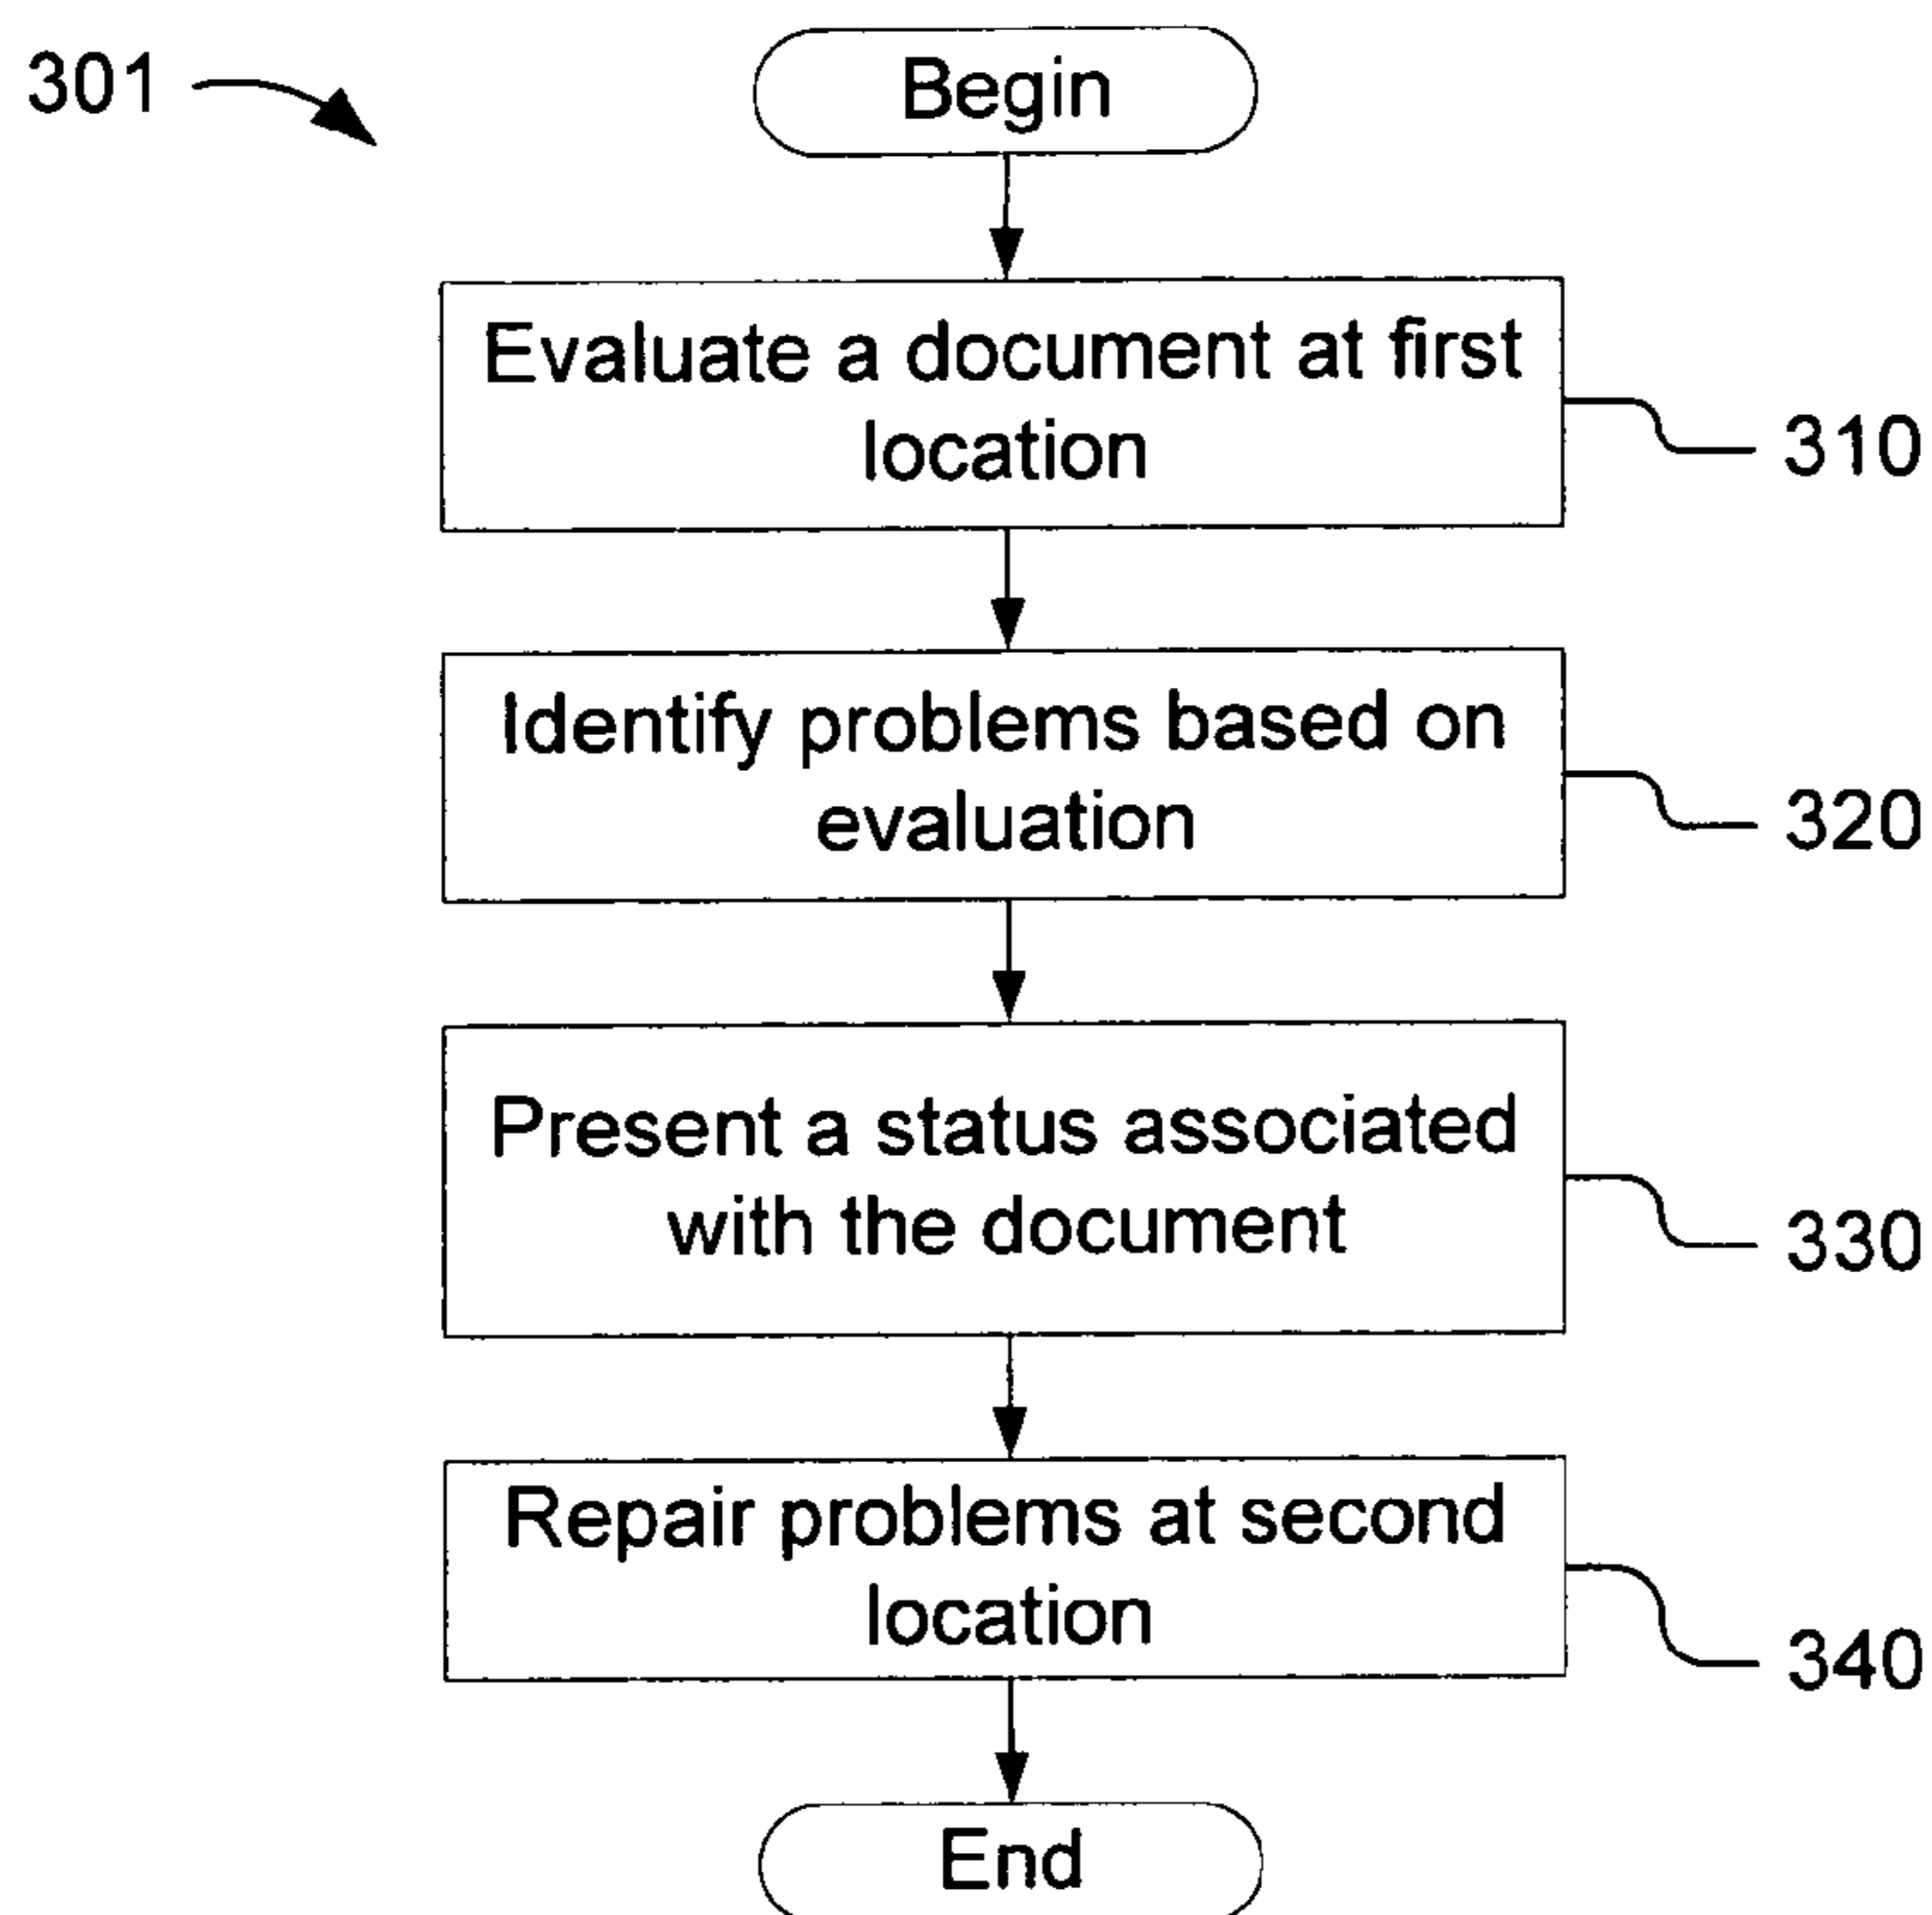 301
Begin
Evaluate a document at first
location
310
Identify problems based on
evaluation
320
Present a status associated
with the document
330
Repair problems at second
location
340
End